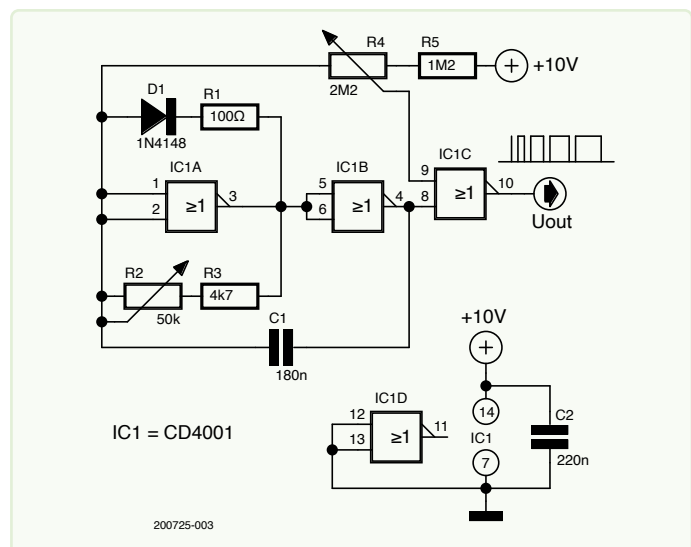 R4
R5
1M2
+
+10V
2M2
D1
R1
100Ω
1N4148
IC1A
IC1B
IC1C
1
2
≥1
3
5
6
≥1
4
9
8
≥1
10
Uout
R2
R3
4k7
50k
C1
180n
+10V
+
IC1D
12
13
≥1
11
14
IC1
7
C2
220n
IC1 = CD4001
200725-003